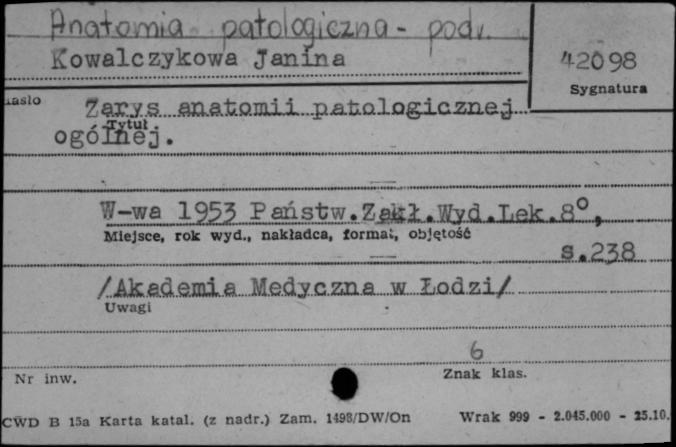 Anatomia patologiczna - podr.
Kowalczykowa Janina
42098
Sygnatura
Hasło
Zarys anatomii patologicznej
Tytuł
ogólnej.
W-wa 1953 Państw.Zakł.Wyd.Lek.8°,
Miejsce, rok wyd., nakładca, format, objętość
s.238
/Akademia Medyczna w Łodzi/
Uwagi
6
Nr inw.
Znak klas.
CWD B 15a Karta katal. (z nadr.) Zam. 1498/DW/On Wrak 999 - 2.045.000 - 25.10.